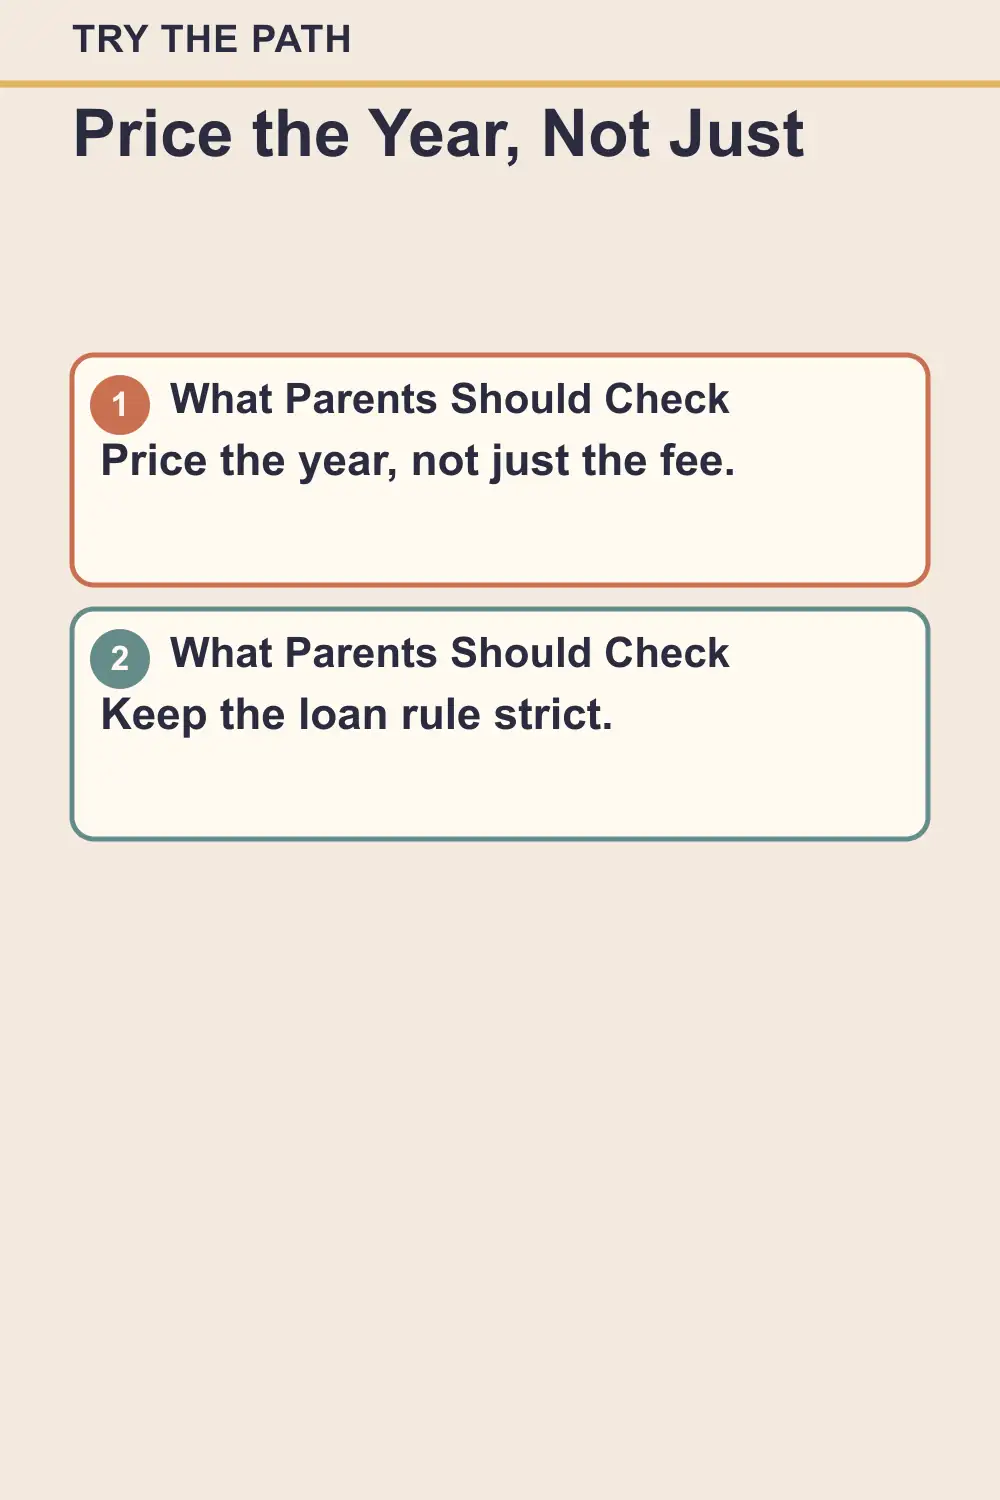 TRY THE PATH
Price the Year, Not Just
1 What Parents Should Check
Price the year, not just the fee.
2 What Parents Should Check
Keep the loan rule strict.